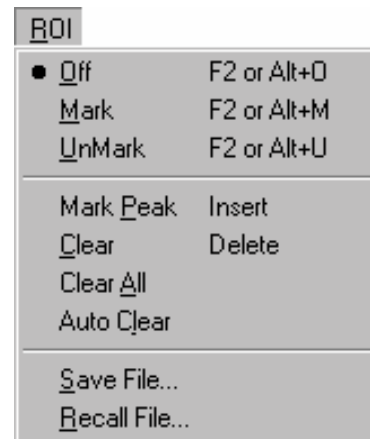 ROI
Off F2 or Alt+O
Mark F2 or Alt+M
UnMark F2 or Alt+U
Mark Peak Insert
Clear Delete
Clear All
Auto Clear
Save File...
Recall File...